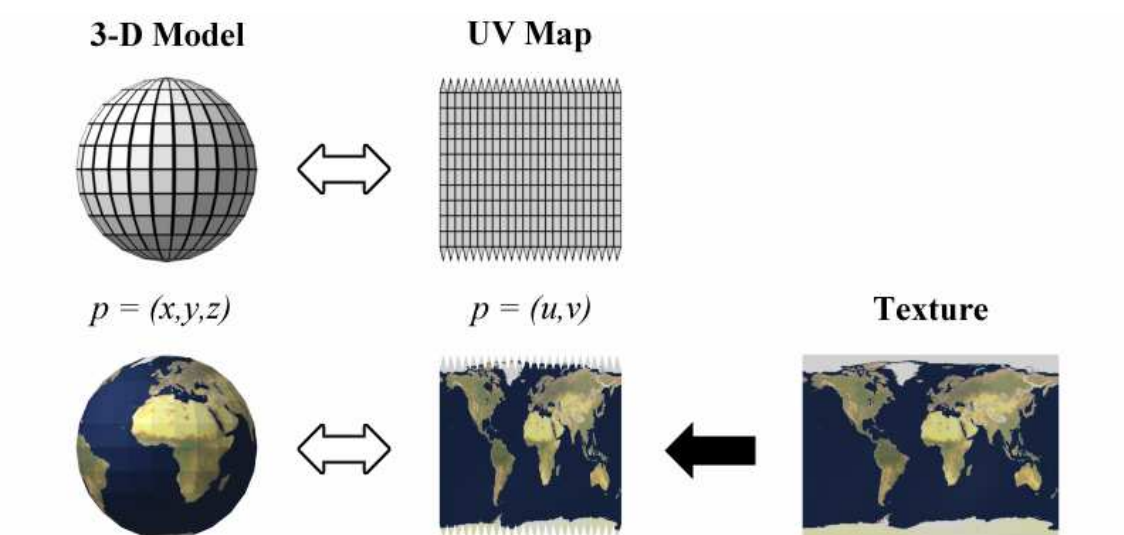 3-D Model
UV Map
p = (x,y,z)
p = (u,v)
Texture